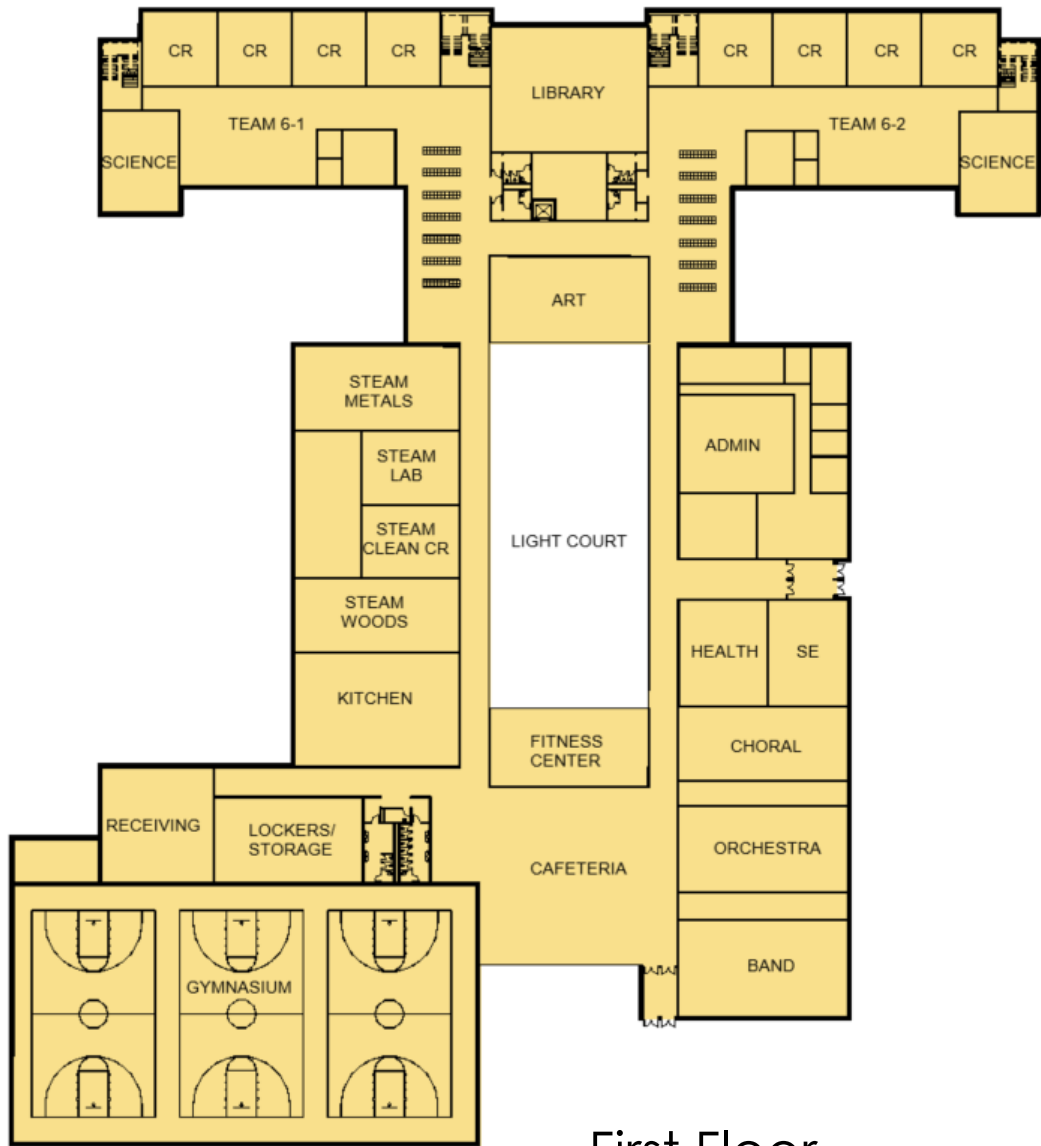 CR
CR
CR
CR
CR
CR
CR
CR
LIBRARY
TEAM 6-1
TEAM 6-2
SCIENCE
SCIENCE
ART
STEAM
METALS
ADMIN
STEAM
LAB
STEAM
CLEAN CR
LIGHT COURT
STEAM
WOODS
HEALTH
SE
KITCHEN
FITNESS
CENTER
CHORAL
RECEIVING
LOCKERS/
STORAGE
CAFETERIA
ORCHESTRA
BAND
GYMNASIUM
First Floor